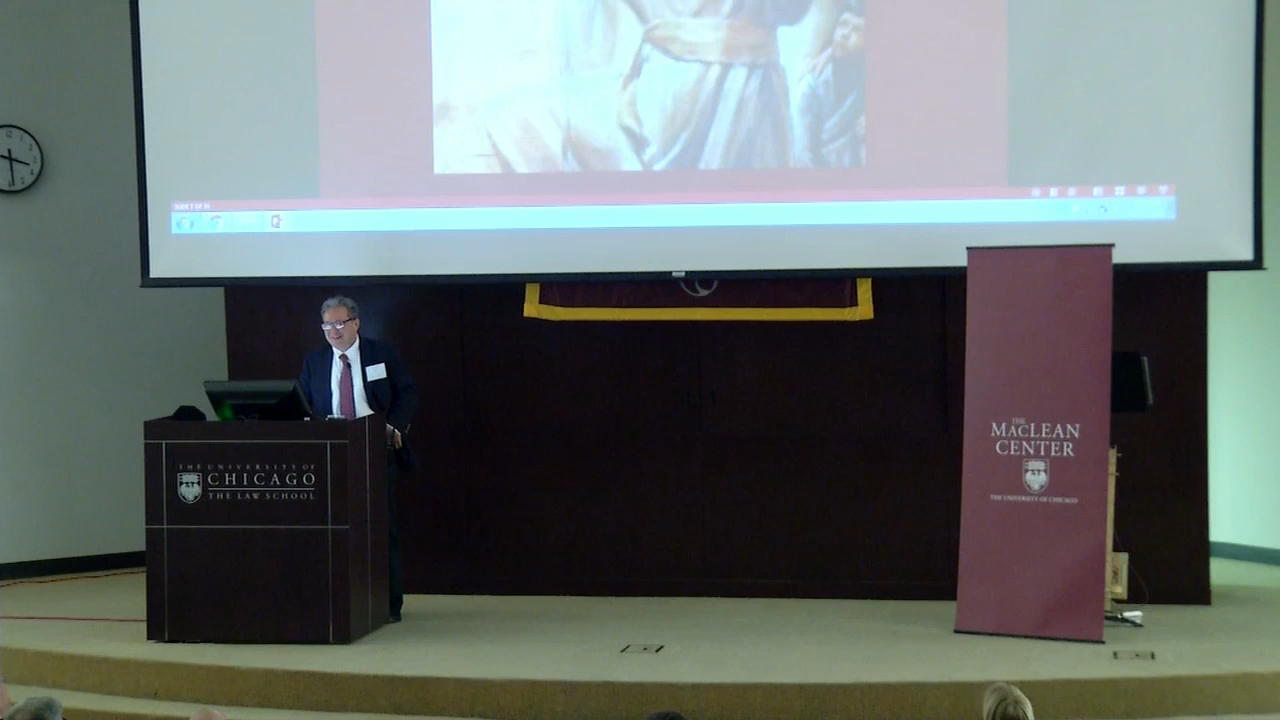 THE UNIVERSITY OF
CHICAGO
THE LAW SCHOOL
THE
MACLEAN
CENTER
THE UNIVERSITY OF CHICAGO